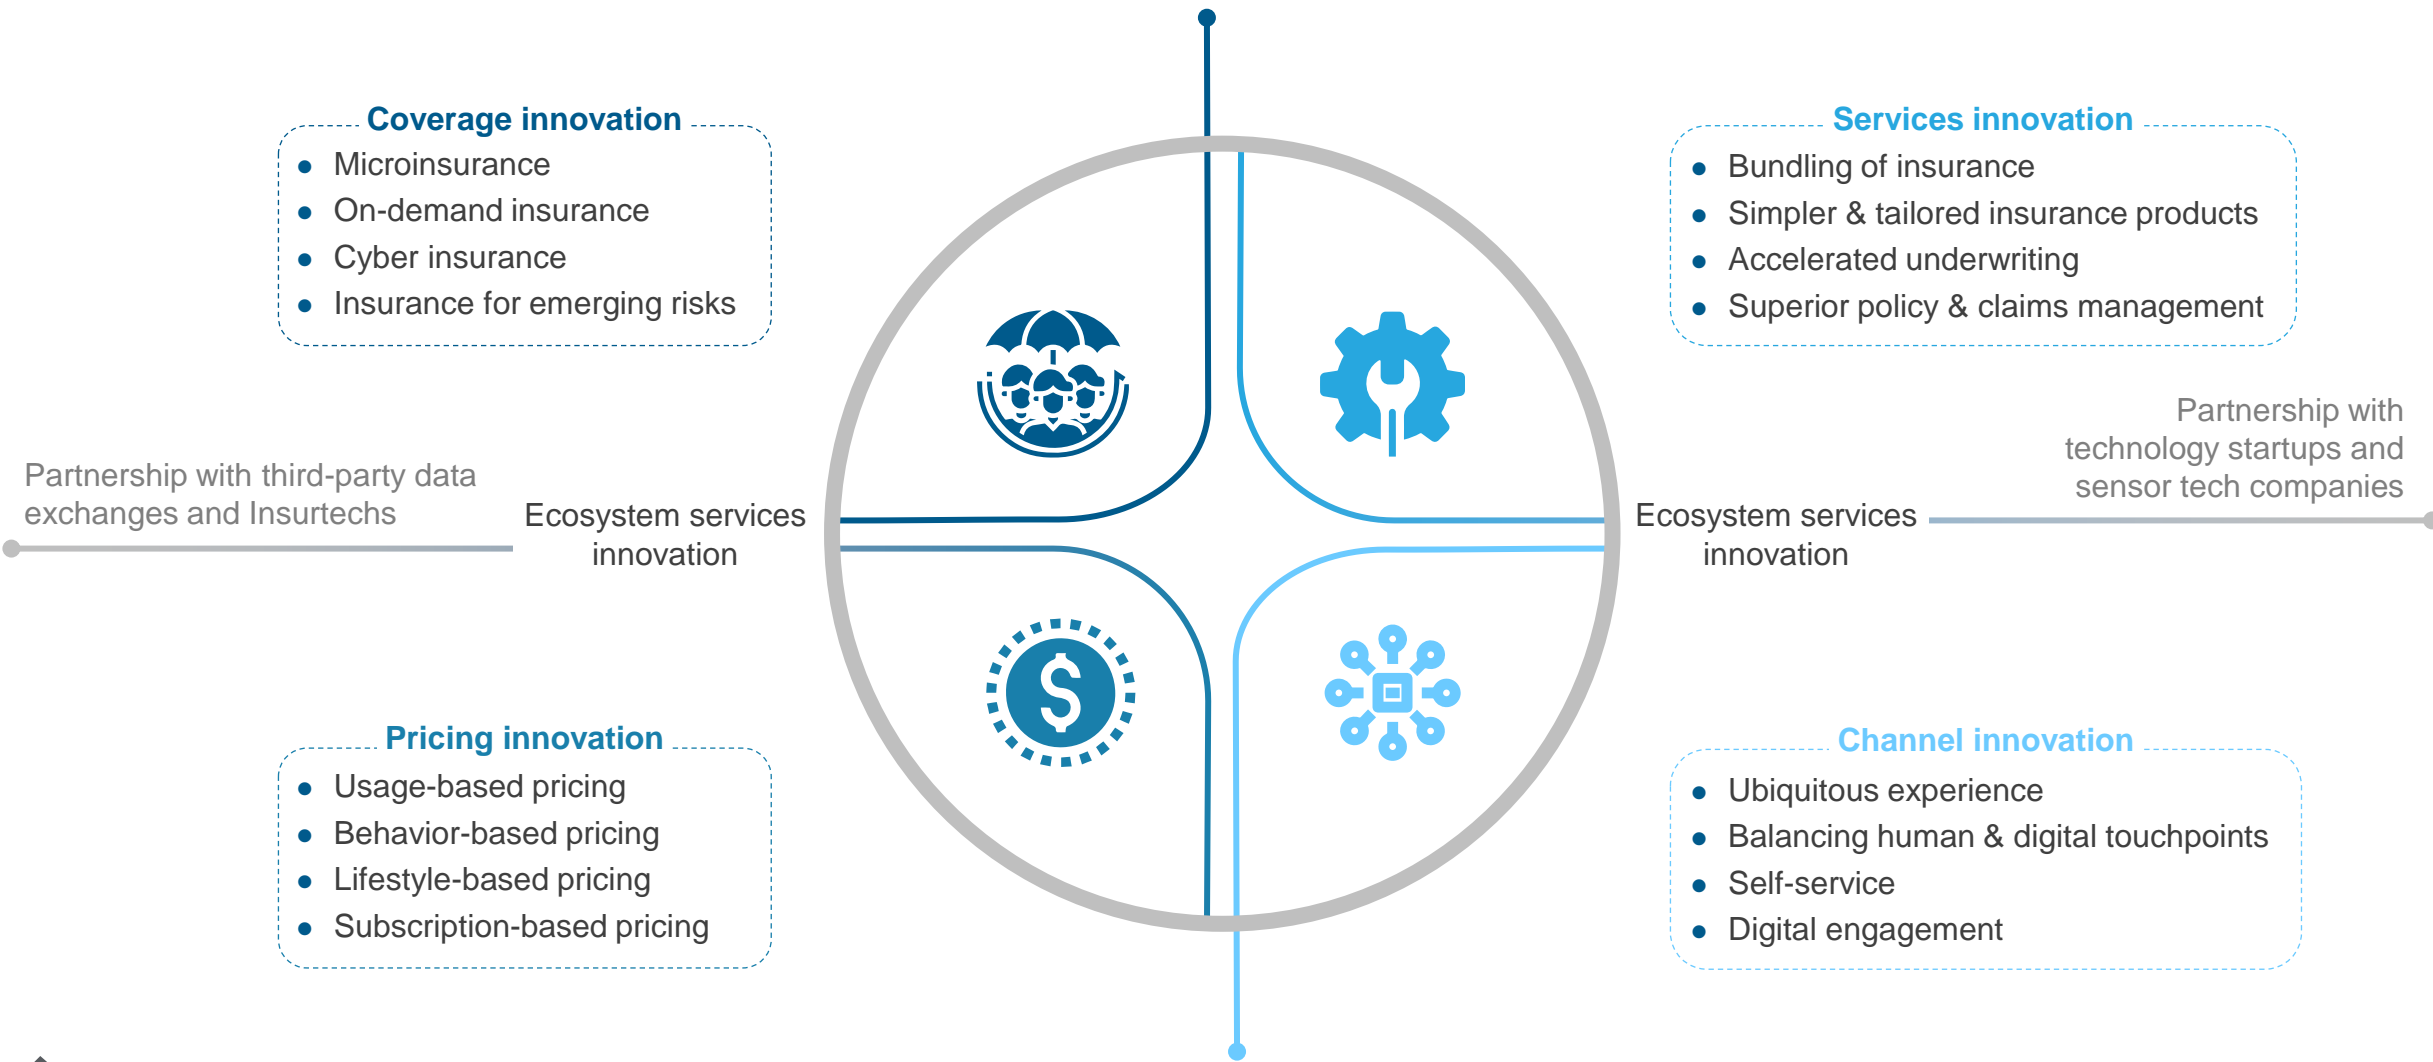 Coverage innovation
Microinsurance
On-demand insurance
Cyber insurance
Insurance for emerging risks
Services innovation
Bundling of insurance
Simpler & tailored insurance products
Accelerated underwriting
Superior policy & claims management
Partnership with third-party data
exchanges and Insurtechs
Ecosystem services
innovation
Ecosystem services
innovation
Partnership with
technology startups and
sensor tech companies
Pricing innovation
Usage-based pricing
Behavior-based pricing
Lifestyle-based pricing
Subscription-based pricing
Channel innovation
Ubiquitous experience
Balancing human & digital touchpoints
Self-service
Digital engagement
$